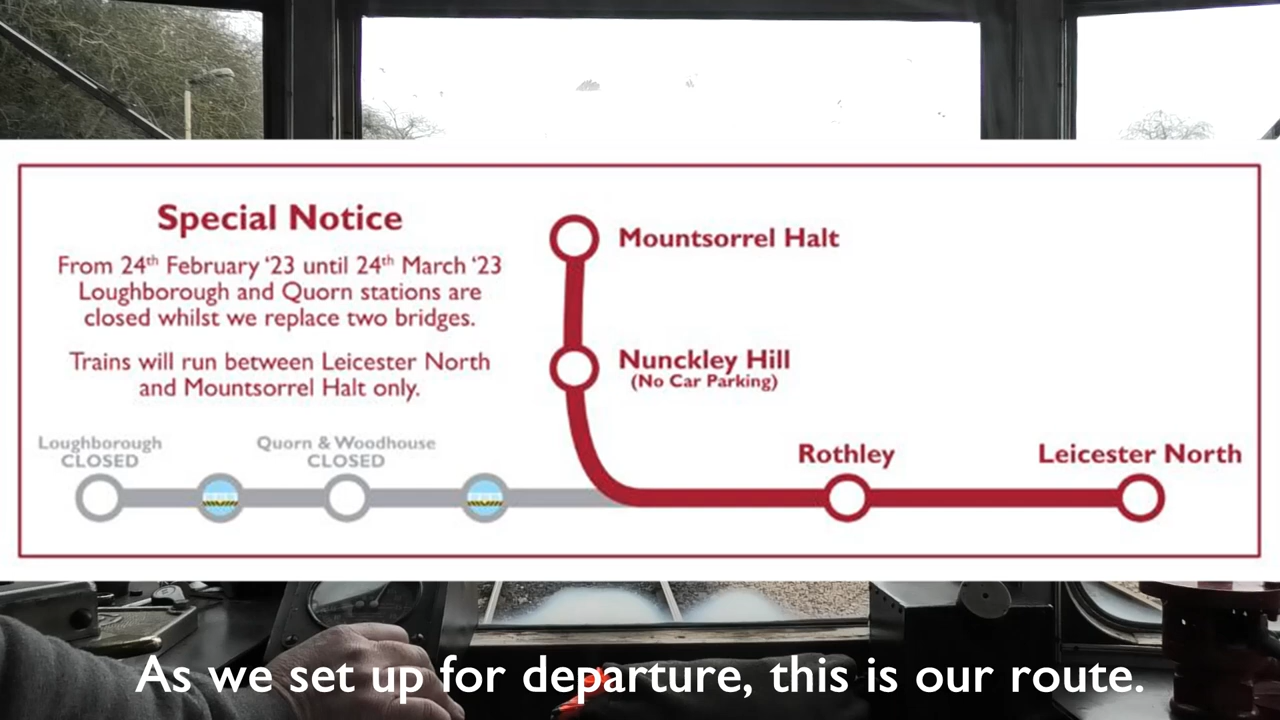 Special Notice
From 24th February ‘23 until 24th March ‘23
Loughborough and Quorn stations are
closed whilst we replace two bridges.
Trains will run between Leicester North
and Mountsorrel Halt only.
Mountsorrel Halt
Nunckley Hill
(No Car Parking)
Loughborough
CLOSED
Quorn & Woodhouse
CLOSED
Rothley
Leicester North
As we set up for departure, this is our route.